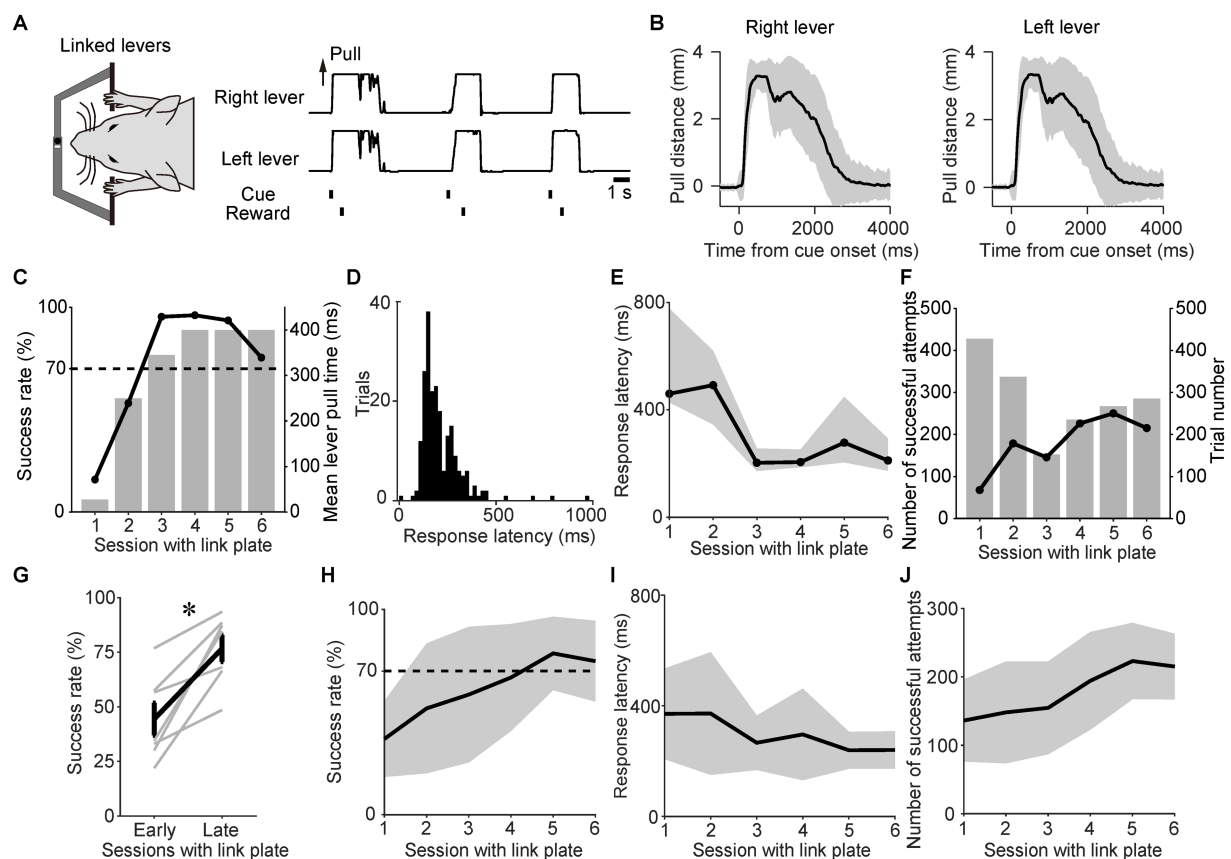 A
Linked levers
Pull
Right lever
Left lever
1 s
Cue
Reward
B
Right lever
Left lever
Pull distance (mm)
4
2
0
0 2000 4000
Time from cue onset (ms)
Pull distance (mm)
4
2
0
0 2000 4000
Time from cue onset (ms)
C
Success rate (%)
100
70
0
400
300
200
100
0
Mean lever pull time (ms)
1 2 3 4 5 6
Session with link plate
D
Trials
40
20
0
0 500 1000
Response latency (ms)
E
Response latency (ms)
800
400
0
1 2 3 4 5 6
Session with link plate
F
Number of successful attempts
500
400
300
200
100
0
500
400
300
200
100
0
Trial number
1 2 3 4 5 6
Session with link plate
G
Success rate (%)
100
75
50
25
0
*
Early Late
Sessions with link plate
H
Success rate (%)
100
70
0
1 2 3 4 5 6
Session with link plate
I
Response latency (ms)
800
400
0
1 2 3 4 5 6
Session with link plate
J
Number of successful attempts
300
200
100
0
1 2 3 4 5 6
Session with link plate